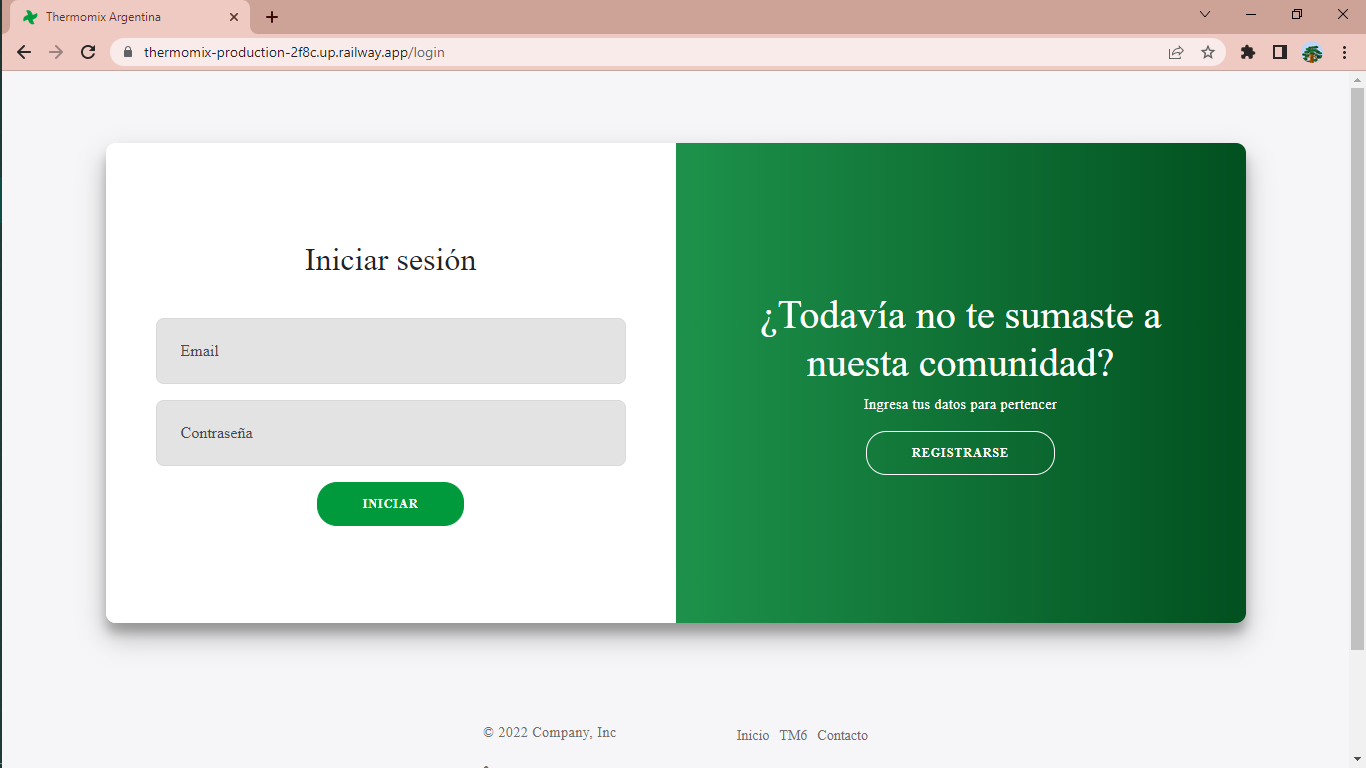 Thermomix Argentina
thermomix-production-2f8c.up.railway.app/login
Iniciar sesión
Email
Contraseña
INICIAR
¿Todavía no te sumaste a
nuesta comunidad?
Ingresa tus datos para pertencer
REGISTRARSE
© 2022 Company, Inc
Inicio TM6 Contacto